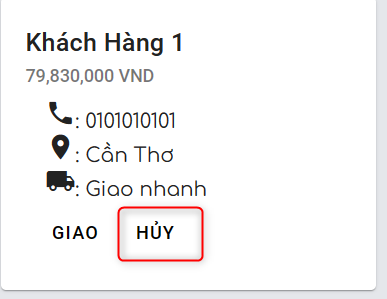 Khách Hàng 1
79,830,000 VND
: 0101010101
: Cần Thơ
: Giao nhanh
GIAO HỦY